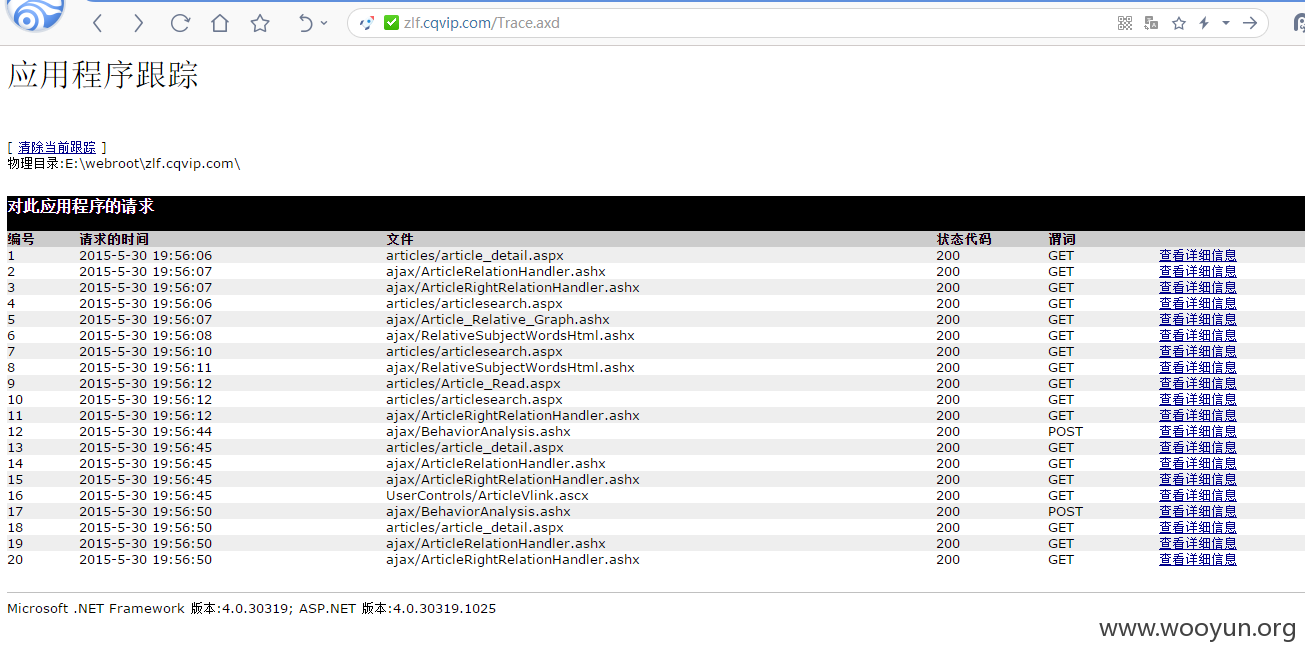 zlf.cqvip.com/Trace.axd
应用程序跟踪
[ 清除当前跟踪 ]
物理目录:E:\webroot\zlf.cqvip.com\
对此应用程序的请求
编号 请求的时间 文件 状态代码 谓词
1 2015-5-30 19:56:06 articles/article_detail.aspx 200 GET 查看详细信息
2 2015-5-30 19:56:07 ajax/ArticleRelationHandler.ashx 200 GET 查看详细信息
3 2015-5-30 19:56:07 ajax/ArticleRightRelationHandler.ashx 200 GET 查看详细信息
4 2015-5-30 19:56:06 articles/articlesearch.aspx 200 GET 查看详细信息
5 2015-5-30 19:56:07 ajax/Article_Relative_Graph.ashx 200 GET 查看详细信息
6 2015-5-30 19:56:08 ajax/RelativeSubjectWordsHtml.ashx 200 GET 查看详细信息
7 2015-5-30 19:56:10 articles/articlesearch.aspx 200 GET 查看详细信息
8 2015-5-30 19:56:11 ajax/RelativeSubjectWordsHtml.ashx 200 GET 查看详细信息
9 2015-5-30 19:56:12 articles/Article_Read.aspx 200 GET 查看详细信息
10 2015-5-30 19:56:12 articles/articlesearch.aspx 200 GET 查看详细信息
11 2015-5-30 19:56:12 ajax/ArticleRightRelationHandler.ashx 200 GET 查看详细信息
12 2015-5-30 19:56:44 ajax/BehaviorAnalysis.ashx 200 POST 查看详细信息
13 2015-5-30 19:56:45 articles/article_detail.aspx 200 GET 查看详细信息
14 2015-5-30 19:56:45 ajax/ArticleRelationHandler.ashx 200 GET 查看详细信息
15 2015-5-30 19:56:45 ajax/ArticleRightRelationHandler.ashx 200 GET 查看详细信息
16 2015-5-30 19:56:45 UserControls/ArticleVlink.ascx 200 GET 查看详细信息
17 2015-5-30 19:56:50 ajax/BehaviorAnalysis.ashx 200 POST 查看详细信息
18 2015-5-30 19:56:50 articles/article_detail.aspx 200 GET 查看详细信息
19 2015-5-30 19:56:50 ajax/ArticleRelationHandler.ashx 200 GET 查看详细信息
20 2015-5-30 19:56:50 ajax/ArticleRightRelationHandler.ashx 200 GET 查看详细信息
Microsoft .NET Framework 版本:4.0.30319; ASP.NET 版本:4.0.30319.1025
www.wooyun.org